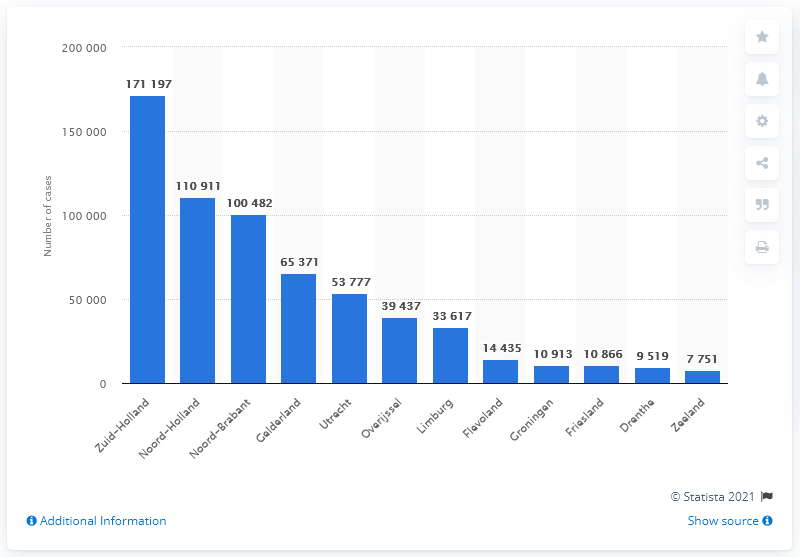 200 000
150 000
100 000
50 000
0
Number of cases
171 197
110 911
100 482
65 371
53 777
39 437
33 617
14 435
10 913
10 866
9 519
7 751
Zuid-Holland
Noord-Holland
Noord-Brabant
Gelderland
Utrecht
Overijssel
Limburg
Flevoland
Groningen
Friesland
Drenthe
Zeeland
© Statista 2021
Additional Information
Show source